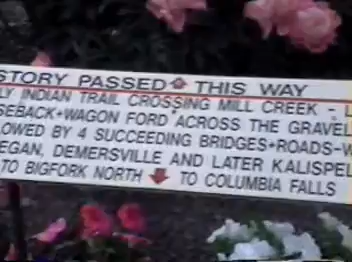 STORY PASSED THIS WAY
LY INDIAN TRAIL CROSSING MILL CREEK - L
SEBACK+WAGON FORD ACROSS THE GRAVEL
LOWED BY 4 SUCCEEDING BRIDGES+ROADS-W
EGAN, DEMERSVILLE AND LATER KALISPEL
TO BIGFORK NORTH TO COLUMBIA FALLS